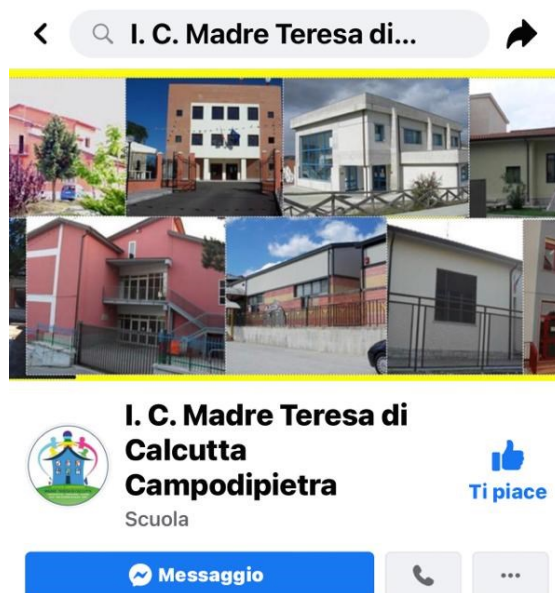 I. C. Madre Teresa di...
I. C. Madre Teresa di
Calcutta
Campodipietra
Ti piace
Scuola
Messaggio